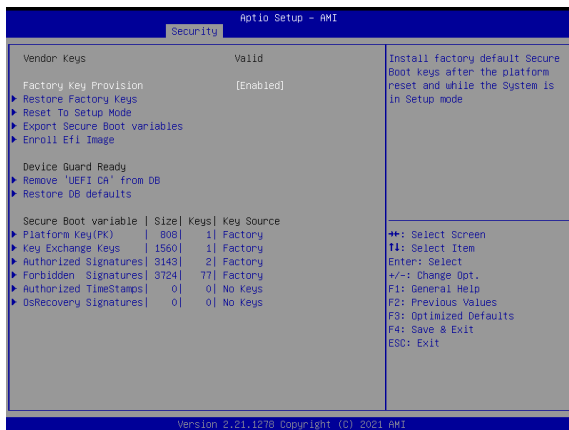 Aptio Setup – AMI
Security
Vendor Keys Valid
Factory Key Provision [Enabled]
Restore Factory Keys
Reset To Setup Mode
Export Secure Boot variables
Enroll Efi Image
Device Guard Ready
Remove 'UEFI CA' from DB
Restore DB defaults
Secure Boot variable | Size| Keys| Key Source
Platform Key(PK) | 808| 1| Factory
Key Exchange Keys | 1560| 1| Factory
Authorized Signatures| 3143| 2| Factory
Forbidden Signatures| 3724| 77| Factory
Authorized TimeStamps| 0| 0| No Keys
OsRecovery Signatures| 0| 0| No Keys
Install factory default Secure
Boot keys after the platform
reset and while the System is
in Setup mode
→←: Select Screen
↑↓: Select Item
Enter: Select
+/-: Change Opt.
F1: General Help
F2: Previous Values
F3: Optimized Defaults
F4: Save & Exit
ESC: Exit
Version 2.21.1278 Copyright (C) 2021 AMI